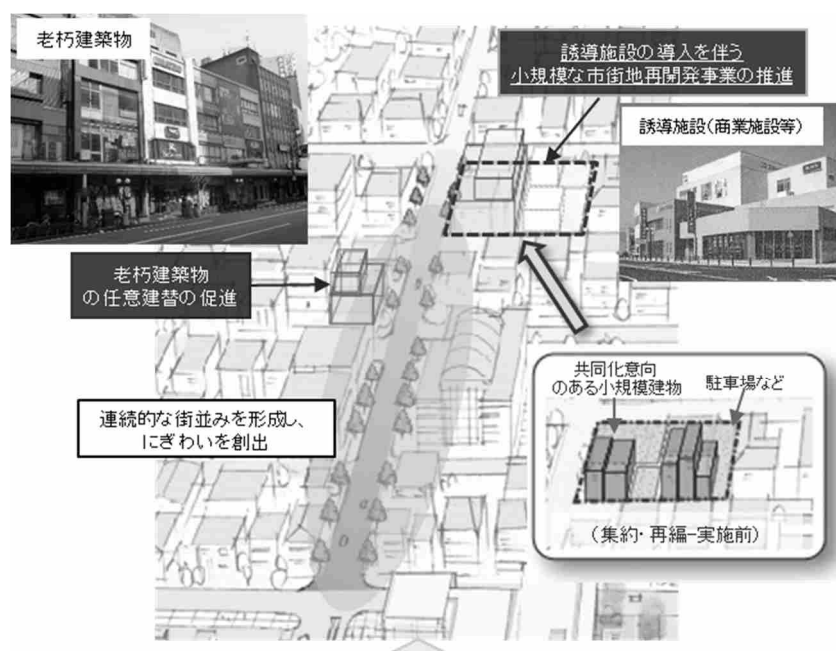 老朽建築物
誘導施設の導入を伴う
小規模な市街地再開発事業の推進
誘導施設(商業施設等)
老朽建築物
の任意建替の促進
連続的な街並みを形成し、
にぎわいを創出
共同化意向
のある小規模建物
駐車場など
(集約・再編-実施前)